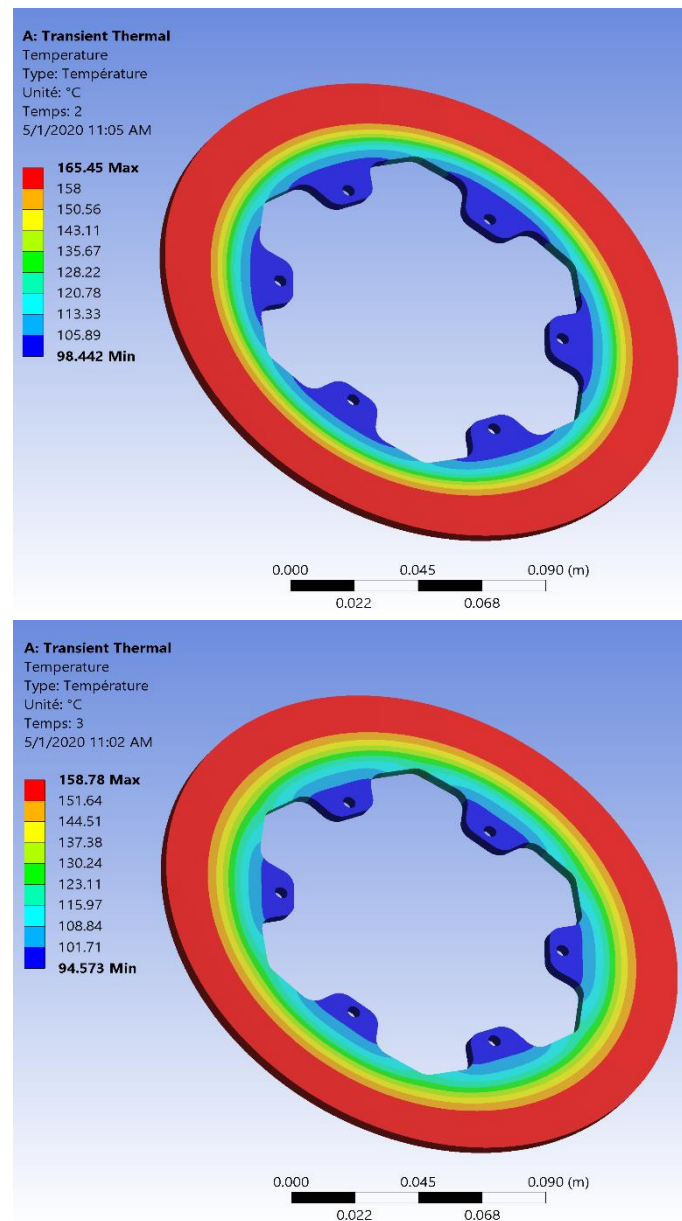 A: Transient Thermal
Temperature
Type: Température
Unité: °C
Temps: 2
5/1/2020 11:05 AM
165.45 Max
158
150.56
143.11
135.67
128.22
120.78
113.33
105.89
98.442 Min
0.000 0.045 0.090 (m)
0.022 0.068
A: Transient Thermal
Temperature
Type: Température
Unité: °C
Temps: 3
5/1/2020 11:02 AM
158.78 Max
151.64
144.51
137.38
130.24
123.11
115.97
108.84
101.71
94.573 Min
0.000 0.045 0.090 (m)
0.022 0.068